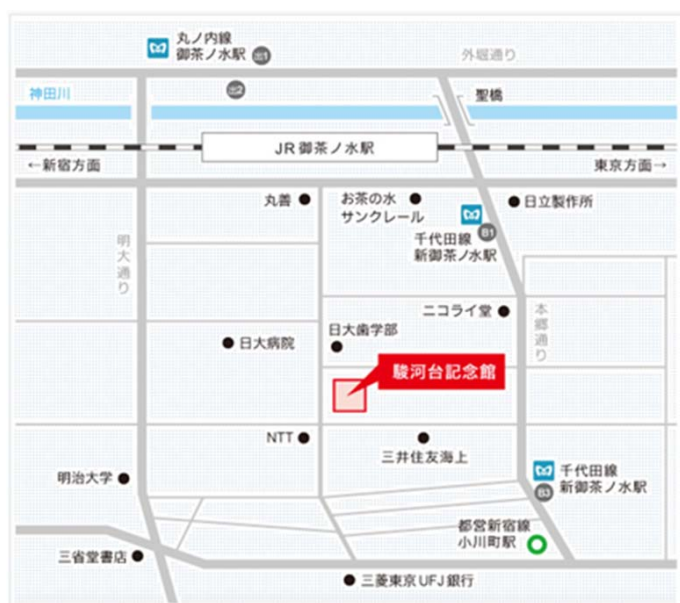 丸ノ内線
御茶ノ水駅
出1
外堀通り
出2
神田川
聖橋
JR御茶ノ水駅
←新宿方面
東京方面→
丸善
お茶の水
サンクレール
日立製作所
B1
千代田線
新御茶ノ水駅
明大通り
ニコライ堂
本郷通り
日大歯学部
日大病院
駿河台記念館
NTT
三井住友海上
明治大学
千代田線
新御茶ノ水駅
B3
都営新宿線
小川町駅
三省堂書店
三菱東京UFJ銀行